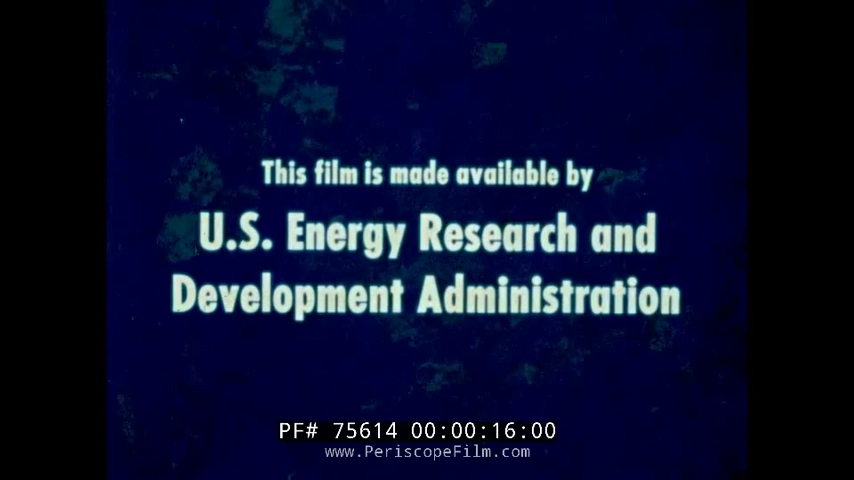 This film is made available by
U.S. Energy Research and
Development Administration
PF# 75614 00:00:16:00
www.PeriscopeFilm.com